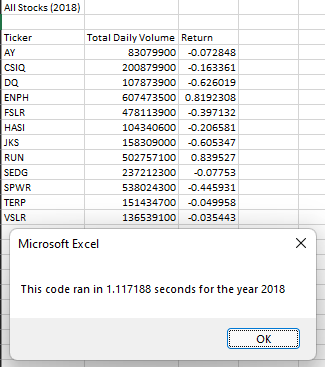 All Stocks (2018)
Ticker Total Daily Volume Return
AY 83079900 -0.072848
CSIQ 200879900 -0.163361
DQ 107873900 -0.626019
ENPH 607473500 0.8192308
FSLR 478113900 -0.397132
HASI 104340600 -0.206581
JKS 158309000 -0.605347
RUN 502757100 0.839527
SEDG 237212300 -0.07753
SPWR 538024300 -0.445931
TERP 151434700 -0.049958
VSLR 136539100 -0.035443
Microsoft Excel
This code ran in 1.117188 seconds for the year 2018
OK